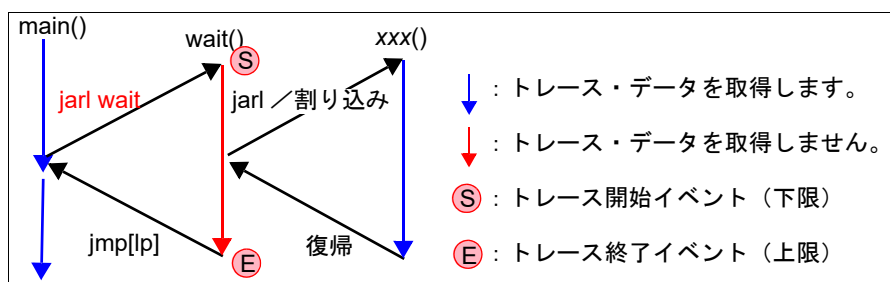 main()
wait()
xxx()
S
jarl wait
jarl ／割り込み
jmp[lp]
復帰
E
: トレース・データを取得します。
: トレース・データを取得しません。
S : トレース開始イベント（下限）
E : トレース終了イベント（上限）